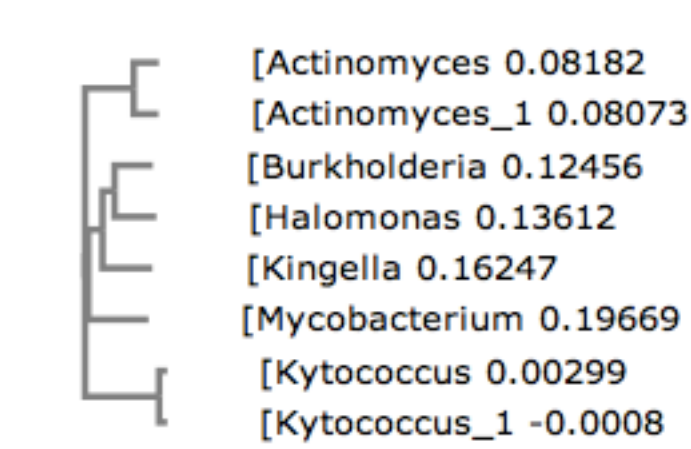 [Actinomyces 0.08182
[Actinomyces_1 0.08073
[Burkholderia 0.12456
[Halomonas 0.13612
[Kingella 0.16247
[Mycobacterium 0.19669
[Kytococcus 0.00299
[Kytococcus_1 -0.0008